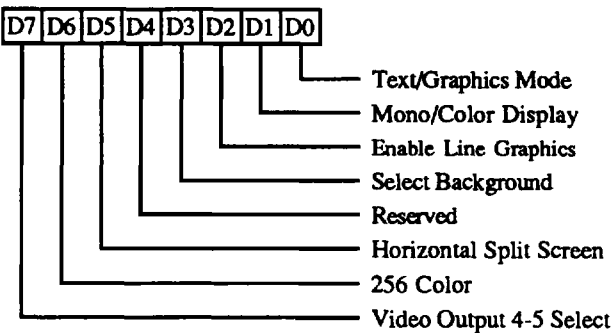 D7 D6 D5 D4 D3 D2 D1 D0
Text/Graphics Mode
Mono/Color Display
Enable Line Graphics
Select Background
Reserved
Horizontal Split Screen
256 Color
Video Output 4-5 Select